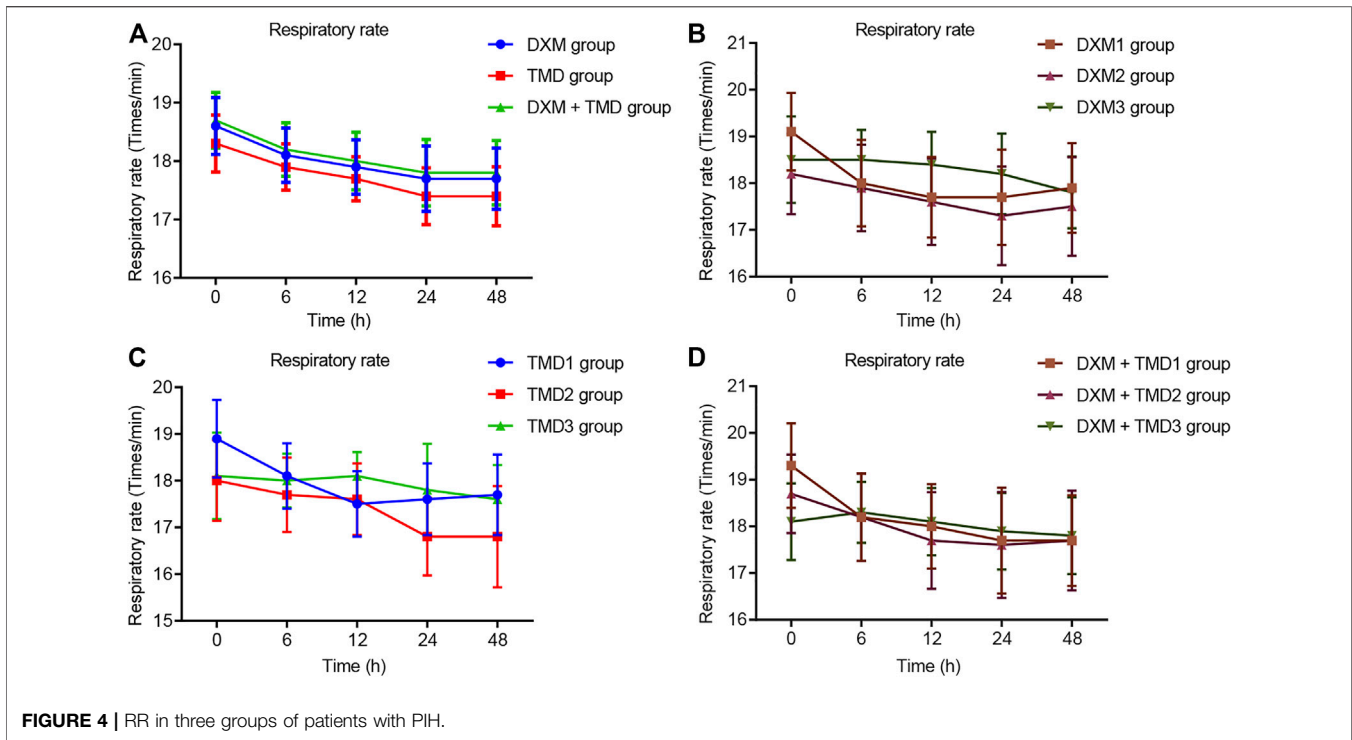 A
Respiratory rate
DXM group
TMD group
DXM + TMD group
Respiratory rate (Times/min)
20
19
18
17
16
0 6 12 24 48
Time (h)
B
Respiratory rate
DXM1 group
DXM2 group
DXM3 group
Respiratory rate (Times/min)
21
20
19
18
17
16
0 6 12 24 48
Time (h)
C
Respiratory rate
TMD1 group
TMD2 group
TMD3 group
Respiratory rate (Times/min)
20
19
18
17
16
15
0 6 12 24 48
Time (h)
D
Respiratory rate
DXM + TMD1 group
DXM + TMD2 group
DXM + TMD3 group
Respiratory rate (Times/min)
21
20
19
18
17
16
0 6 12 24 48
Time (h)
FIGURE 4 | RR in three groups of patients with PIH.